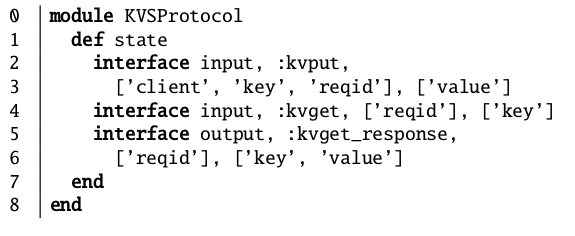 0 module KVSProtocol
1   def state
2     interface input, :kvput,
3       ['client', 'key', 'reqid'], ['value']
4     interface input, :kvget, ['reqid'], ['key']
5     interface output, :kvget_response,
6       ['reqid'], ['key', 'value']
7   end
8 end